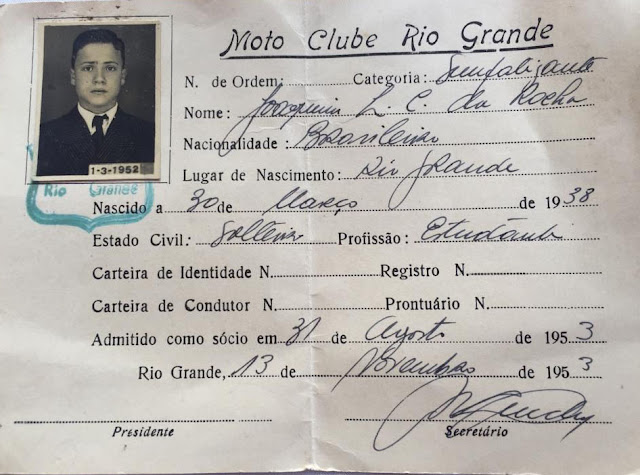 Moto Clube Rio Grande
N. de Ordem: Categoria: Simpatizante
Nome: Joaquim L. C. da Rocha
Nacionalidade: Brasileiro
Lugar de Nascimento: Rio Grande
1-3-1952
Rio Grande
Nascido a 30 de Março de 1938
Estado Civil: Solteiro Profissão: Estudante
Carteira de Identidade N. Registro N.
Carteira de Condutor N. Prontuário N.
Admitido como sócio em 31 de Agosto de 1953
Rio Grande, 13 de Novembro de 1953
Presidente Secretário